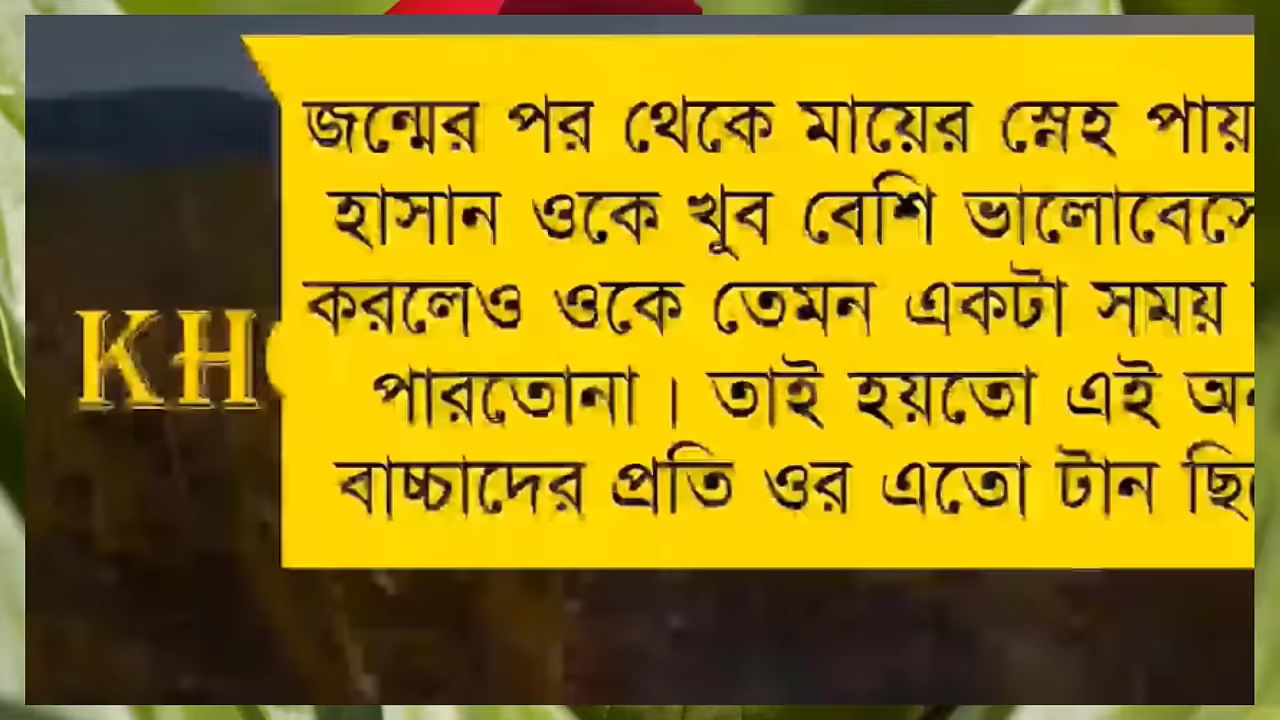 জন্মের পর থেকে মায়ের স্নেহ পায়
হাসান ওকে খুব বেশি ভালোবেসে
করলেও ওকে তেমন একটা সময়
পারতোনা। তাই হয়তো এই
বাচ্চাদের প্রতি ওর এতো টান
KH